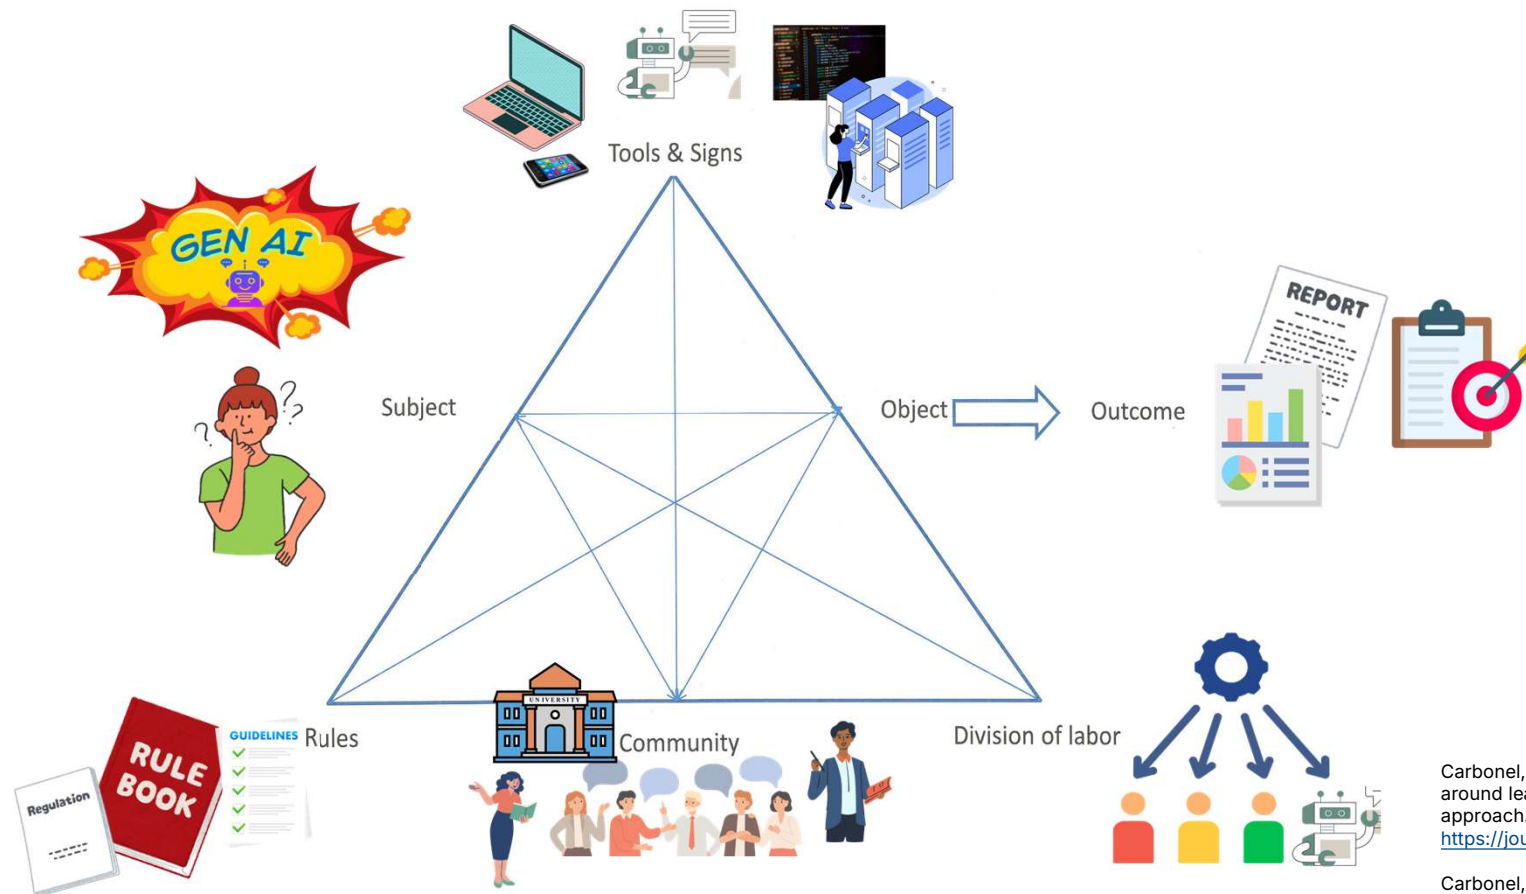 Tools & Signs
GEN AI
Subject
Object
Outcome
REPORT
Rules
RULE
BOOK
GUIDELINES
Regulation
UNIVERSITY
Community
Division of labor
Carbonel,
around
approach.
https://jou
Carbonel,